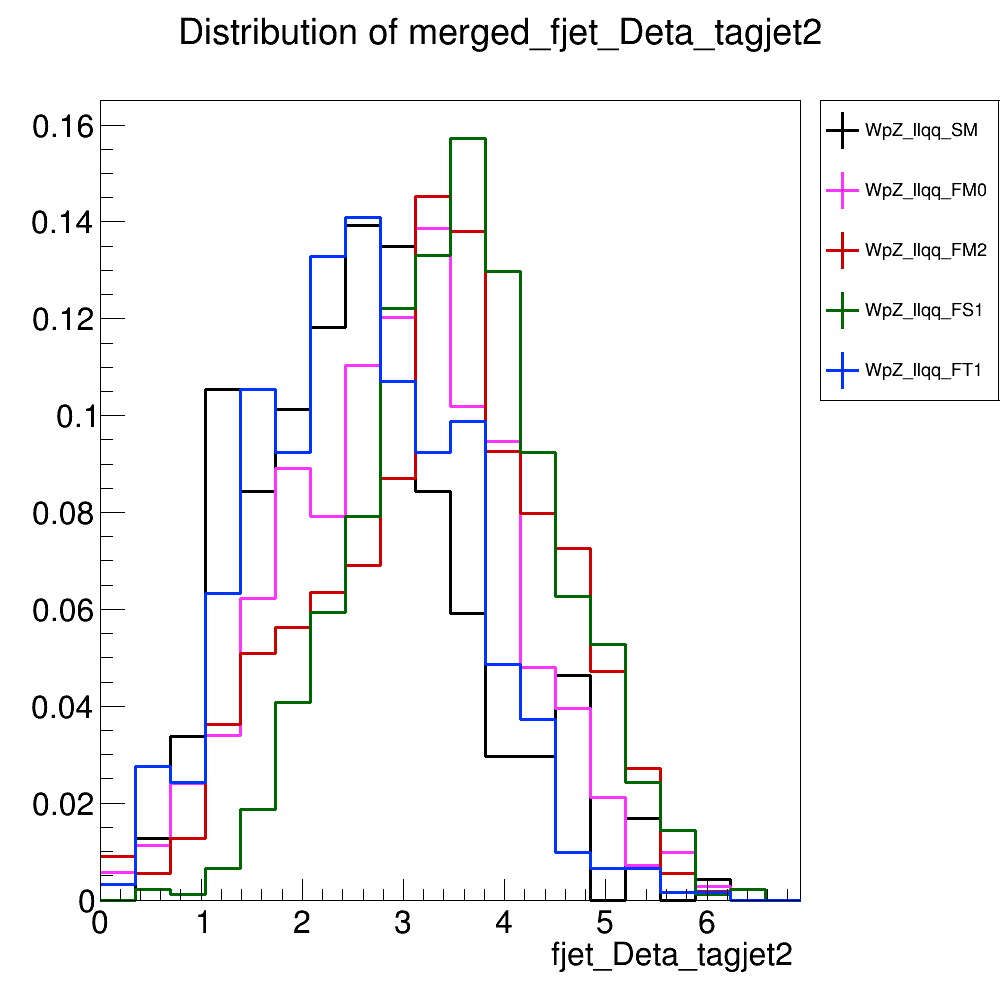 Distribution of merged_fjet_Deta_tagjet2
0.16
0.14
0.12
0.1
0.08
0.06
0.04
0.02
0
0 1 2 3 4 5 6
fjet_Deta_tagjet2
WpZ_llqq_SM
WpZ_llqq_FM0
WpZ_llqq_FM2
WpZ_llqq_FS1
WpZ_llqq_FT1